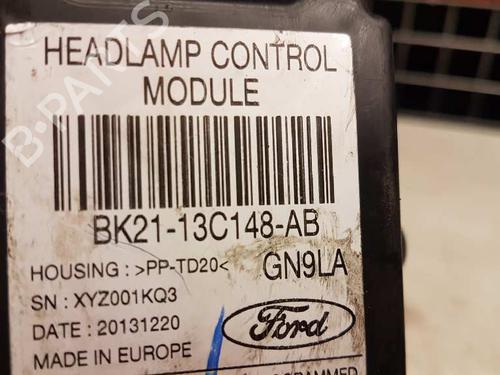 HEADLAMP CONTROL
MODULE
B-PARTS
BK21-13C148-AB
HOUSING : >PP-TD20< GN9LA
SN : XYZ001KQ3
DATE : 20131220
Ford
MADE IN EUROPE